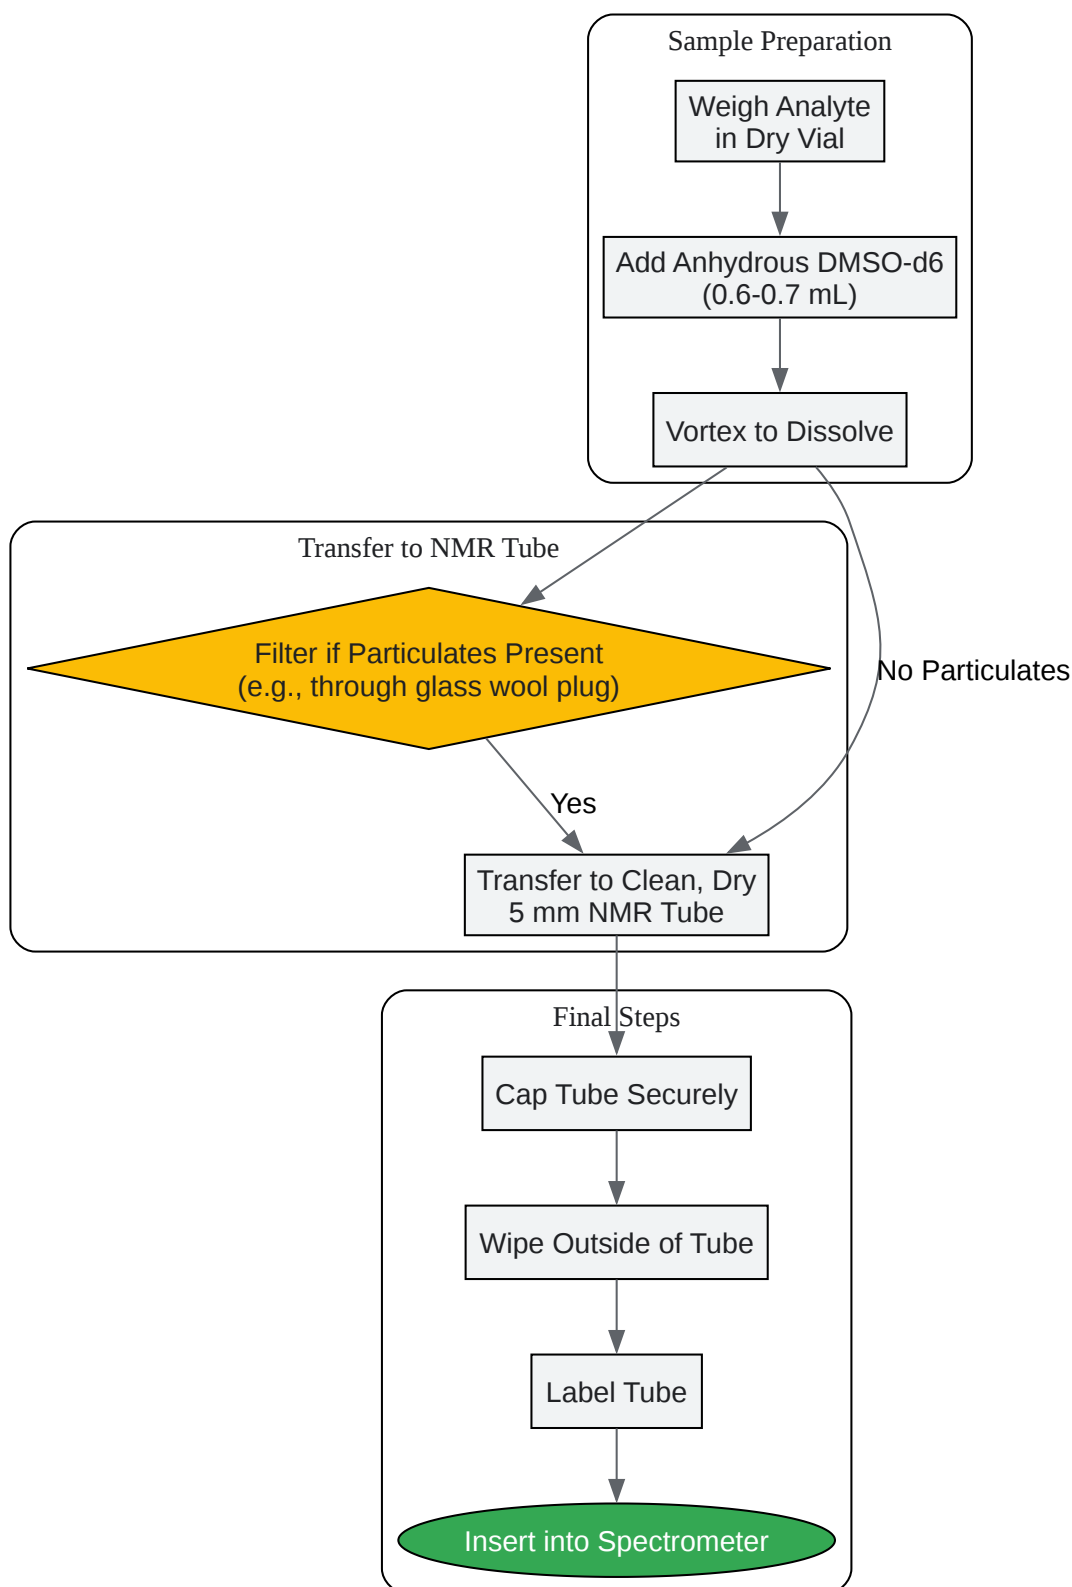 Sample Preparation
Weigh Analyte
in Dry Vial
Add Anhydrous DMSO-d6
(0.6-0.7 mL)
Vortex to Dissolve
Transfer to NMR Tube
Filter if Particulates Present
(e.g., through glass wool plug)
No Particulates
Yes
Transfer to Clean, Dry
5 mm NMR Tube
Final Steps
Cap Tube Securely
Wipe Outside of Tube
Label Tube
Insert into Spectrometer